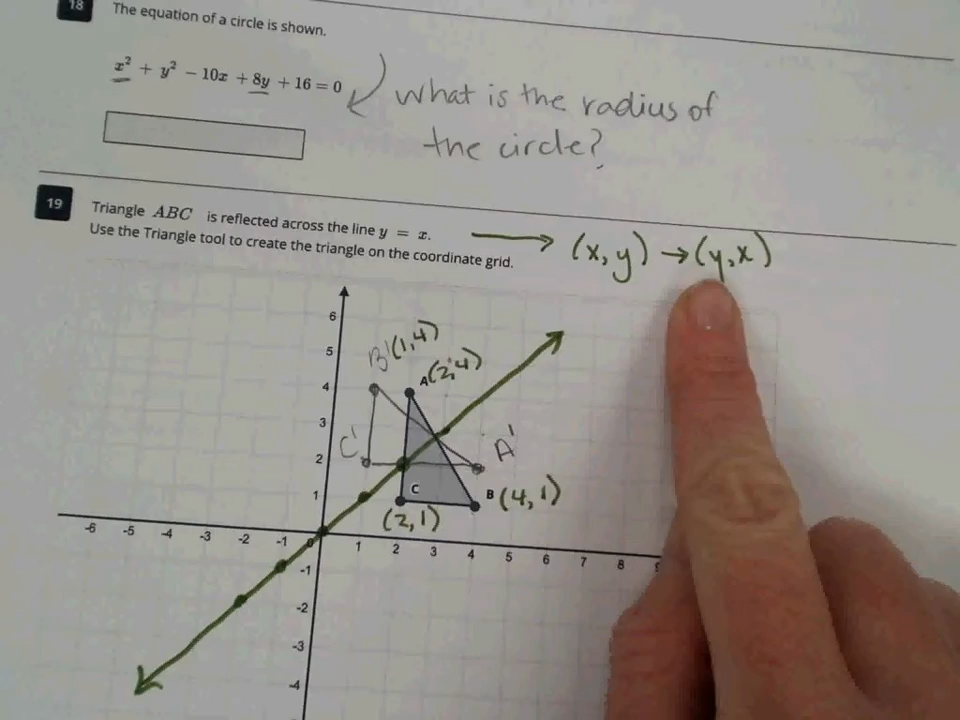 18 The equation of a circle is shown.
x² + y² − 10x + 8y + 16 = 0
What is the radius of
the circle?
19 Triangle ABC is reflected across the line y = x.
Use the Triangle tool to create the triangle on the coordinate grid.
(x, y) → (y, x)
6
5
4
3
2
1
B'(1,4)
A(2,4)
C'
A'
C
B (4,1)
(2,1)
-6 -5 -4 -3 -2 -1 0 1 2 3 4 5 6 7 8
-1
-2
-3
-4